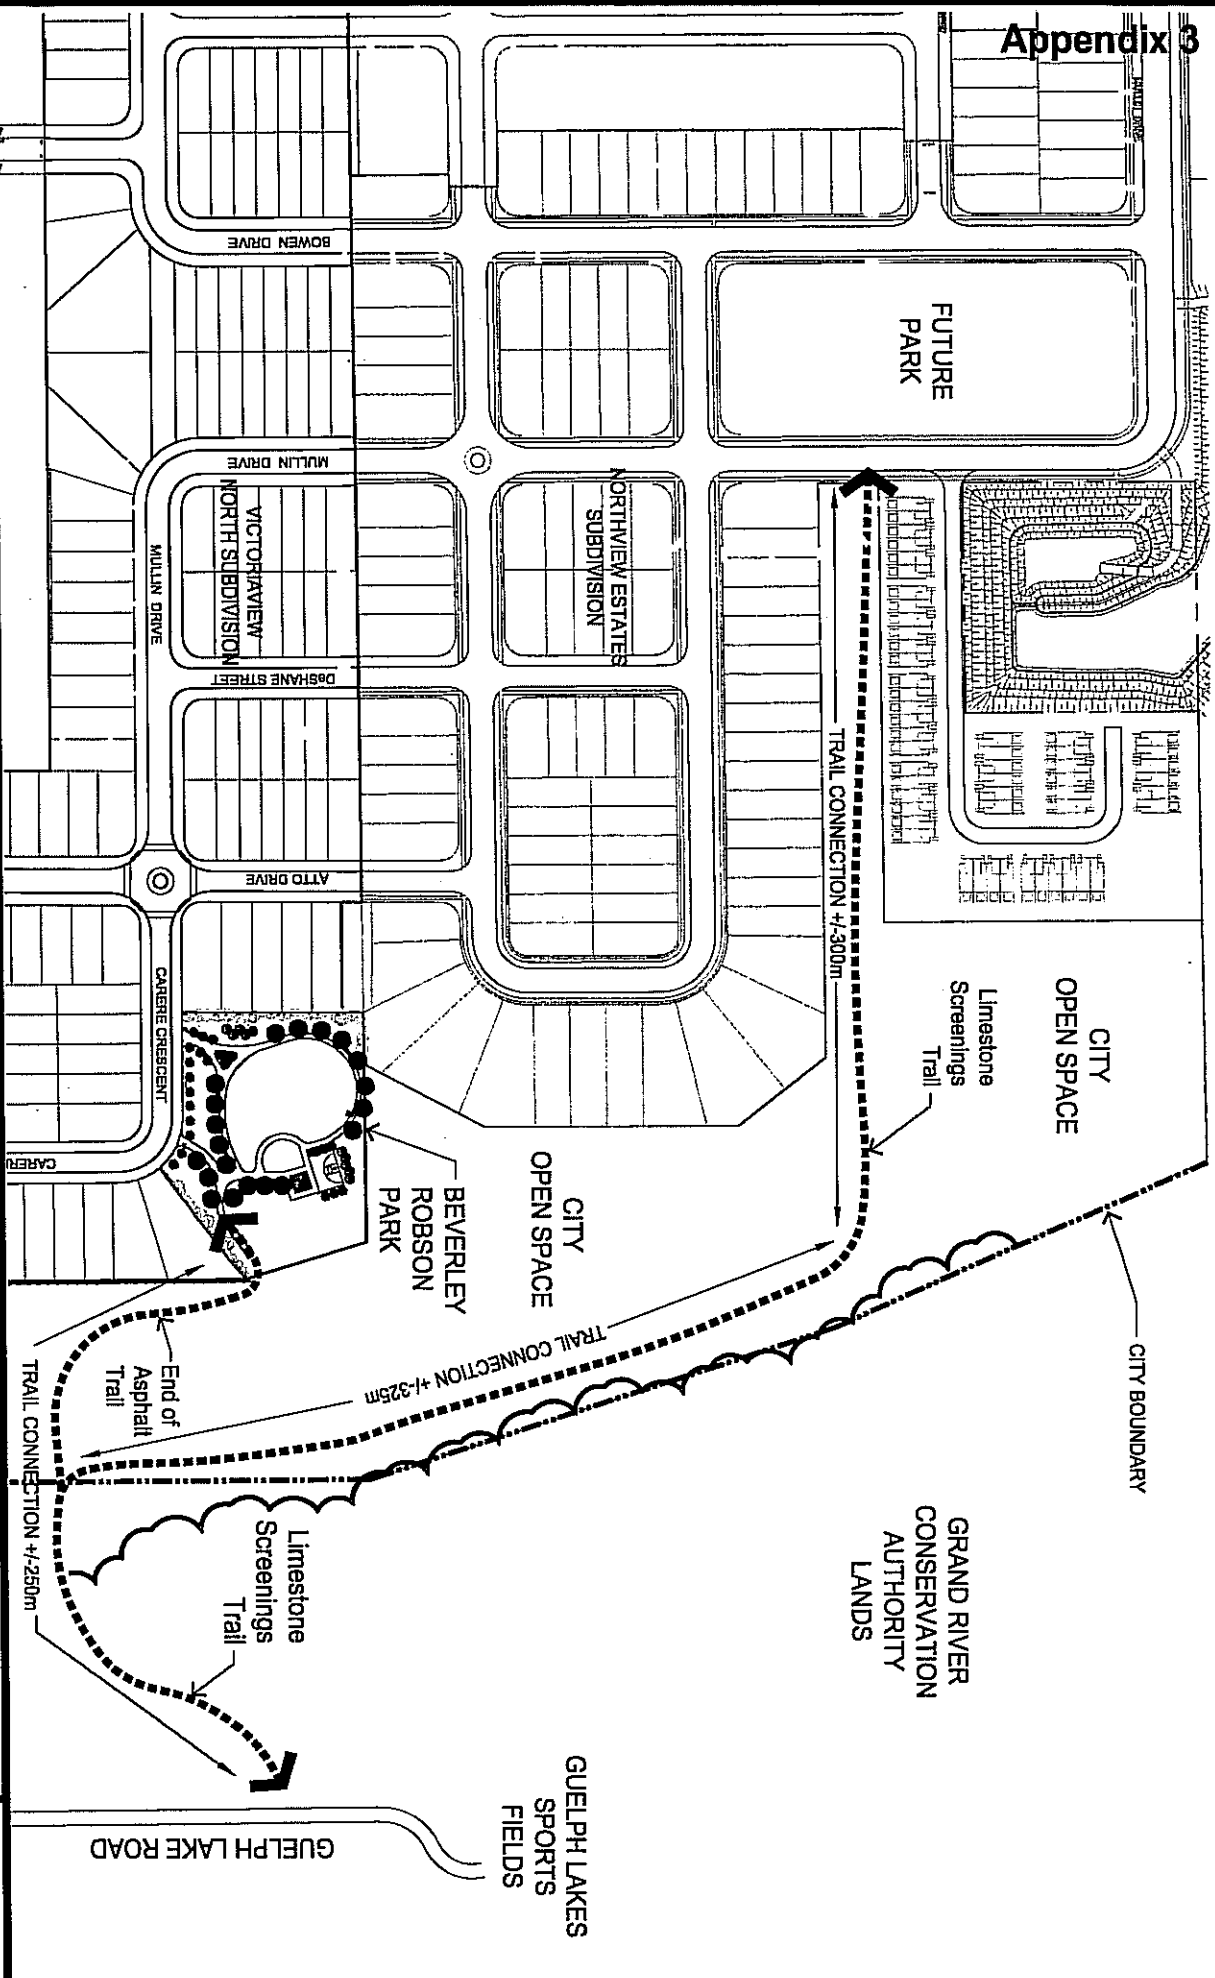 Appendix 3
BOWEN DRIVE
FUTURE
PARK
MULLIN DRIVE
VICTORIAVIEW
NORTH SUBDIVISION
NORTHVIEW ESTATES
SUBDIVISION
MULLIN DRIVE
DeSHANE STREET
TRAIL CONNECTION +/-300m
ATTO DRIVE
CARERE CRESCENT
CITY
OPEN SPACE
Limestone
Screenings
Trail
BEVERLEY
ROBSON
PARK
CITY
OPEN SPACE
CITY BOUNDARY
TRAIL CONNECTION +/-325m
End of
Asphalt
Trail
TRAIL CONNECTION +/-250m
Limestone
Screenings
Trail
GRAND RIVER
CONSERVATION
AUTHORITY
LANDS
GUELPH LAKES
SPORTS
FIELDS
GUELPH LAKE ROAD